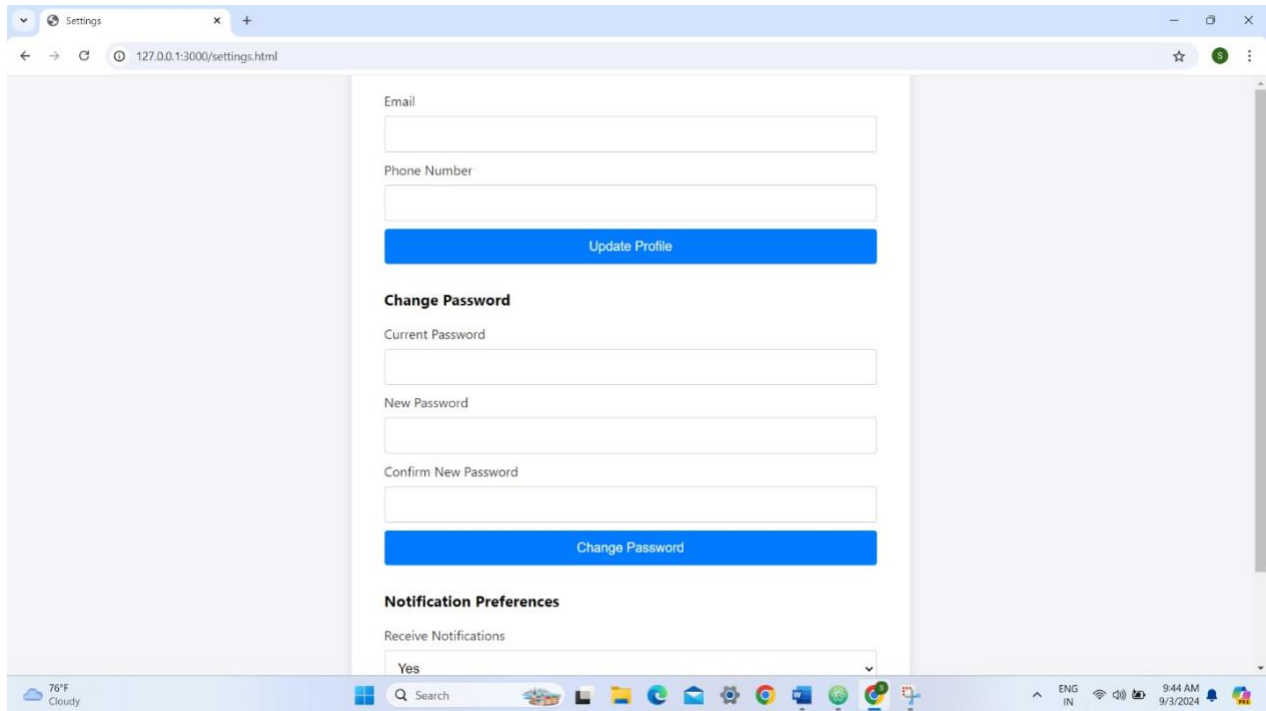 Settings
127.0.0.1:3000/settings.html
S
Email
Phone Number
Update Profile
Change Password
Current Password
New Password
Confirm New Password
Change Password
Notification Preferences
Receive Notifications
Yes
76°F
Cloudy
Search
ENG
IN
9:44 AM
9/3/2024
PRE